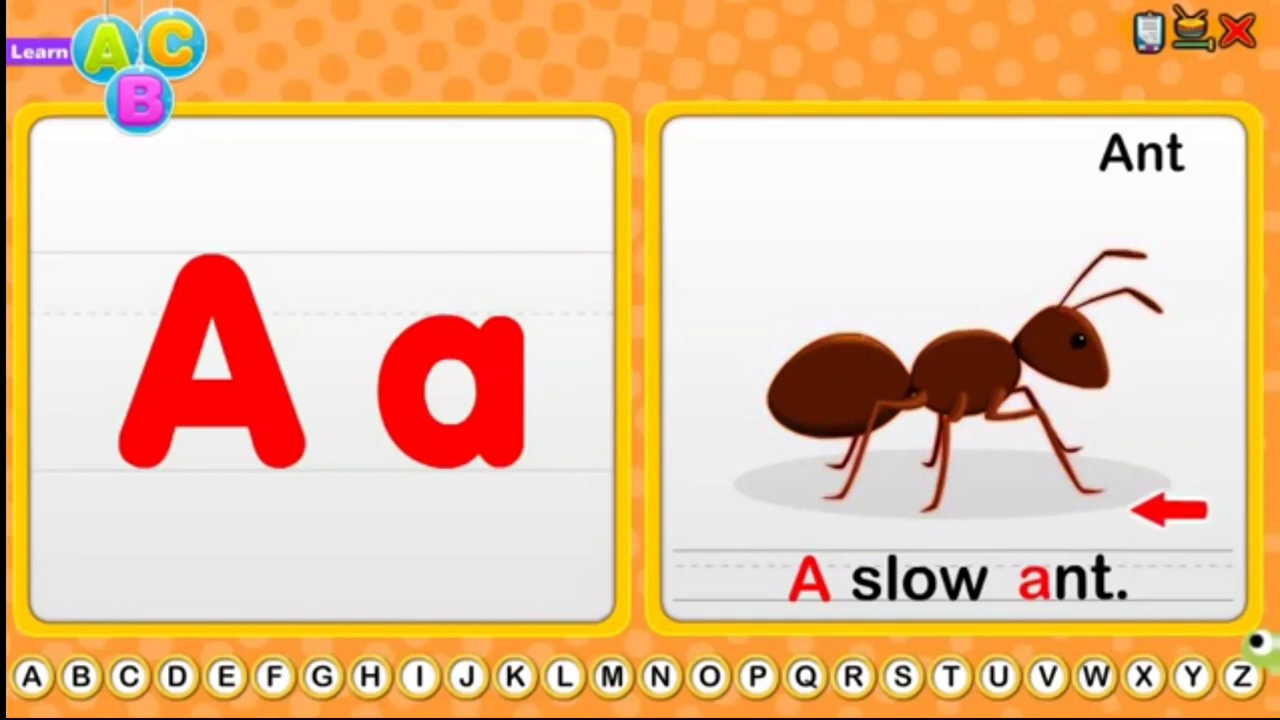 Learn
A C
B
A a
Ant
A slow ant.
A B C D E F G H I J K L M N O P Q R S T U V W X Y Z